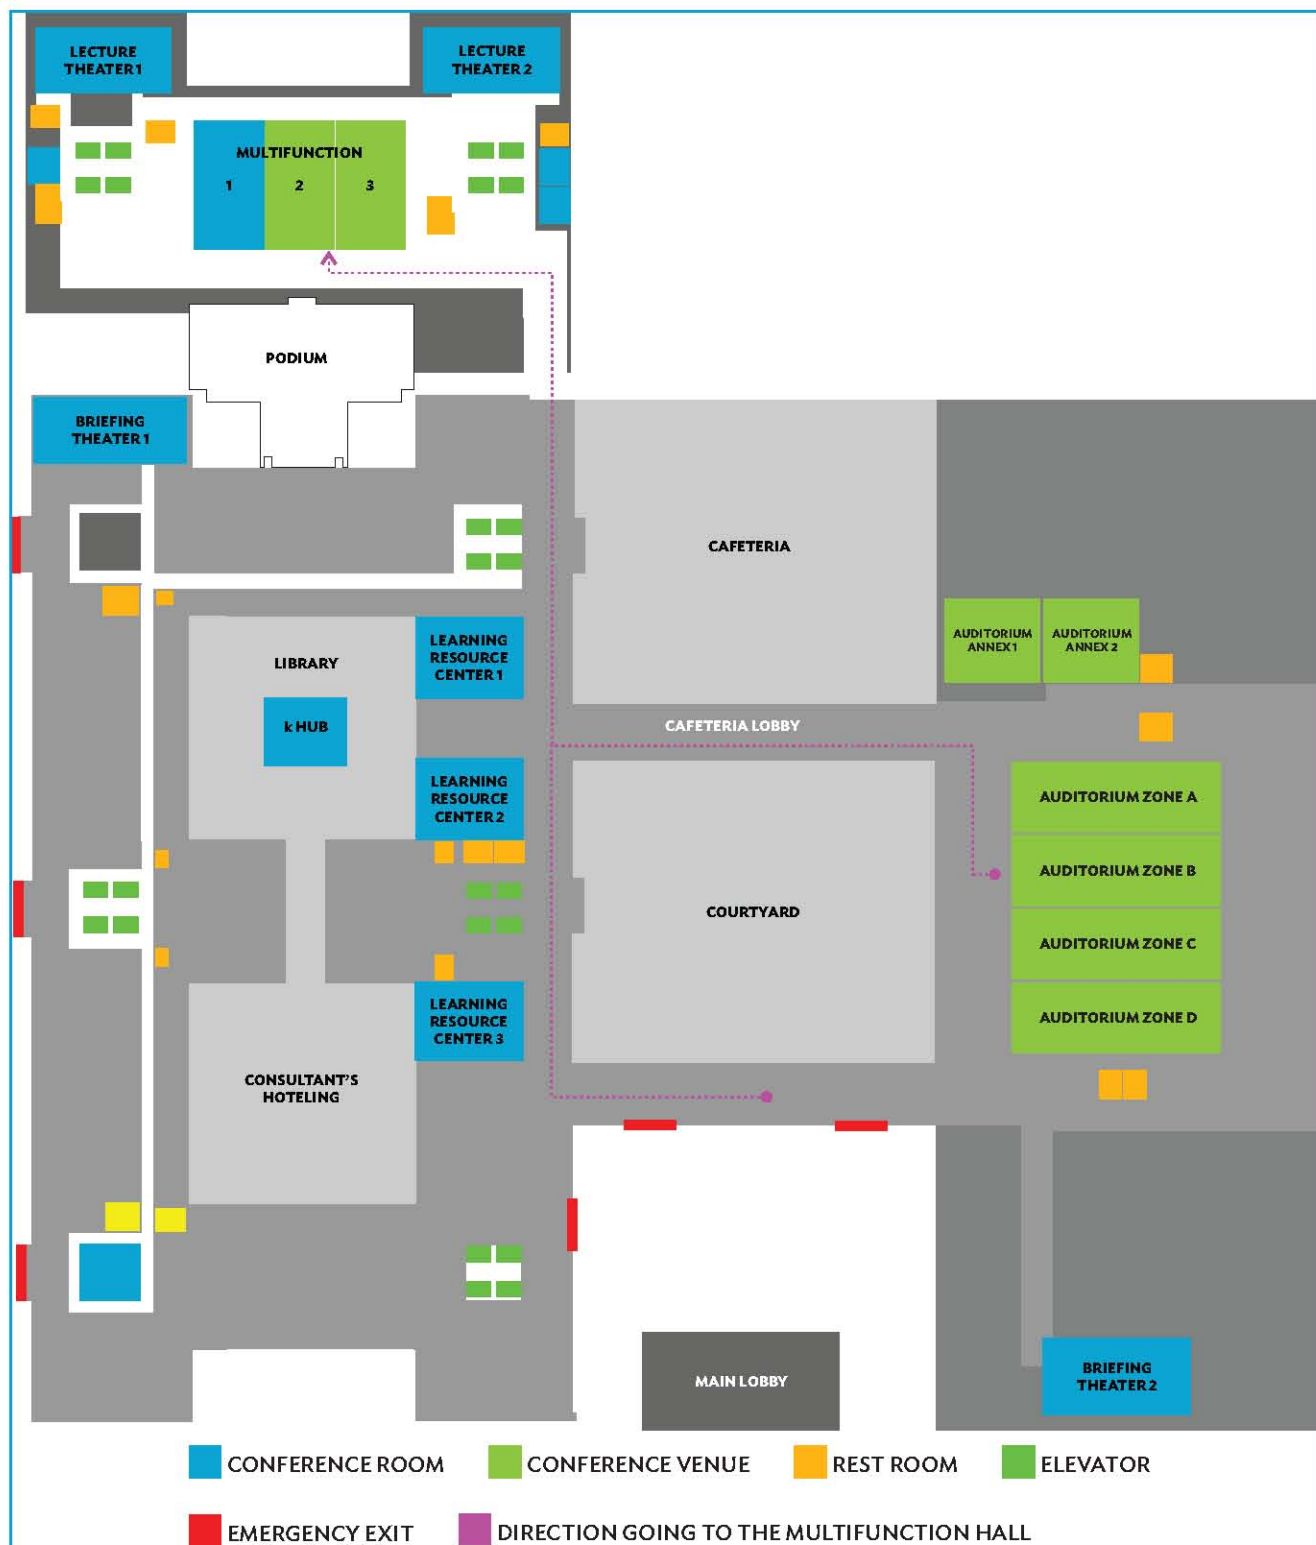 LECTURE
THEATER 1
LECTURE
THEATER 2
MULTIFUNCTION
1
2
3
PODIUM
BRIEFING
THEATER 1
CAFETERIA
LIBRARY
LEARNING
RESOURCE
CENTER 1
AUDITORIUM
ANNEX 1
AUDITORIUM
ANNEX 2
k HUB
CAFETERIA LOBBY
LEARNING
RESOURCE
CENTER 2
AUDITORIUM ZONE A
AUDITORIUM ZONE B
COURTYARD
AUDITORIUM ZONE C
LEARNING
RESOURCE
CENTER 3
AUDITORIUM ZONE D
CONSULTANT'S
HOTELING
MAIN LOBBY
BRIEFING
THEATER 2
CONFERENCE ROOM
CONFERENCE VENUE
REST ROOM
ELEVATOR
EMERGENCY EXIT
DIRECTION GOING TO THE MULTIFUNCTION HALL